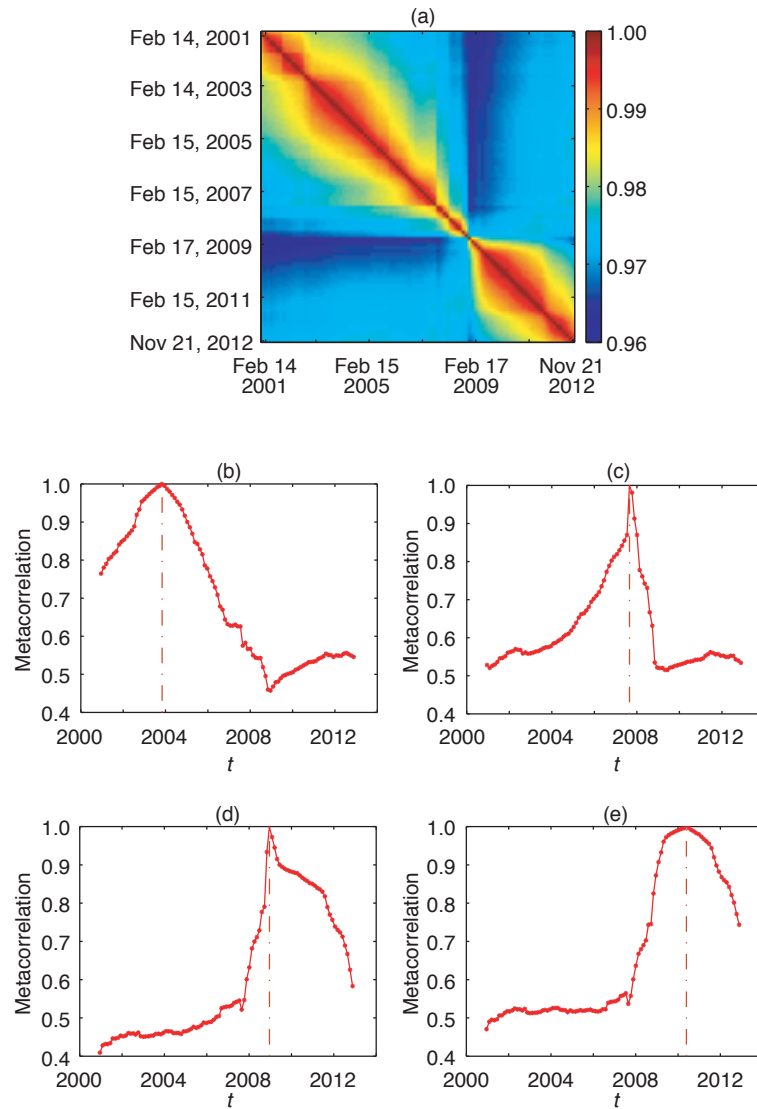 (a)
Feb 14, 2001
Feb 14, 2003
Feb 15, 2005
Feb 15, 2007
Feb 17, 2009
Feb 15, 2011
Nov 21, 2012
1.00
0.99
0.98
0.97
0.96
Feb 14 Feb 15 Feb 17 Nov 21
2001 2005 2009 2012
(b)
Metacorrelation
1.0
0.9
0.8
0.7
0.6
0.5
0.4
2000 2004 2008 2012
t
(c)
Metacorrelation
1.0
0.9
0.8
0.7
0.6
0.5
0.4
2000 2004 2008 2012
t
(d)
Metacorrelation
1.0
0.9
0.8
0.7
0.6
0.5
0.4
2000 2004 2008 2012
t
(e)
Metacorrelation
1.0
0.9
0.8
0.7
0.6
0.5
0.4
2000 2004 2008 2012
t